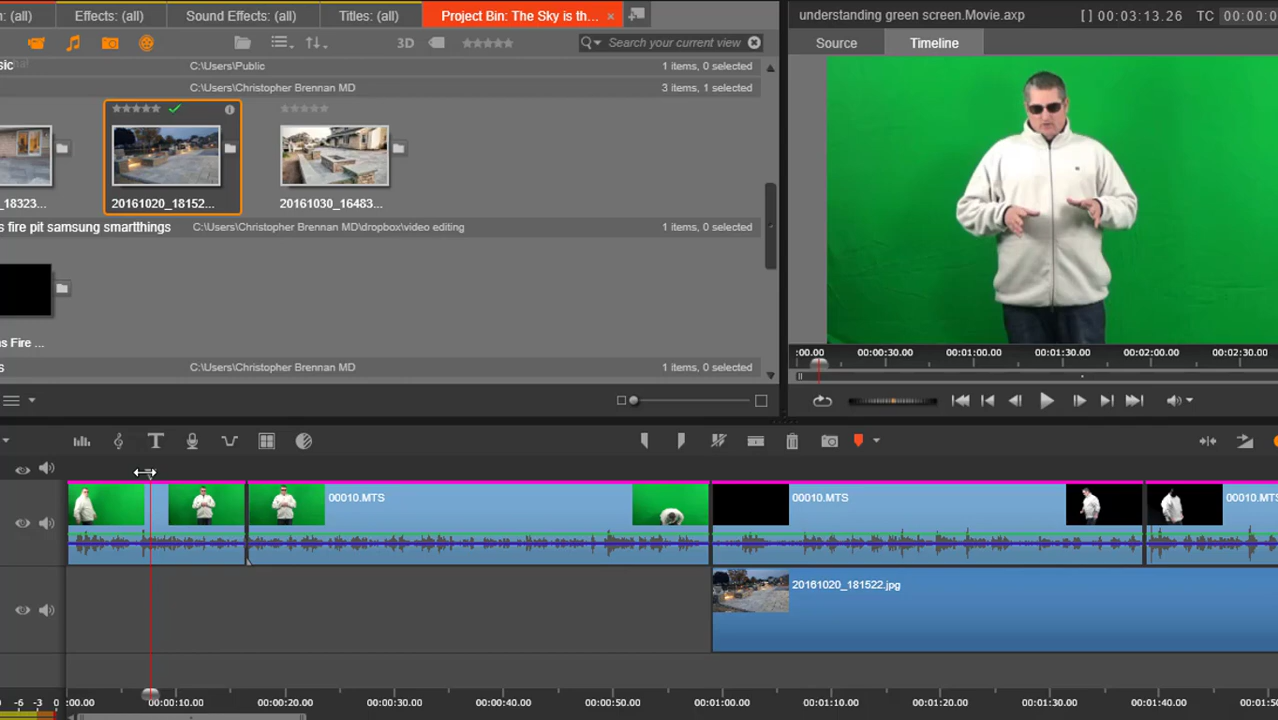 : (all) Effects: (all) Sound Effects: (all) Titles: (all) Project Bin: The Sky is th... ×
understanding green screen.Movie.axp [ ] 00:03:13.26 TC 00:00:0
3D Search your current view
Source Timeline
sic C:\Users\Public 1 items, 0 selected
C:\Users\Christopher Brennan MD 3 items, 1 selected
_18323... 20161020_18152... 20161030_16483...
s fire pit samsung smartthings C:\Users\Christopher Brennan MD\dropbox\video editing 1 items, 0 selected
ns Fire ...
:00.00 00:00:30.00 00:01:00.00 00:01:30.00 00:02:00.00 00:02:30.00
s C:\Users\Christopher Brennan MD 1 items, 0 selected
T
00010.MTS 00010.MTS 00010.MTS
20161020_181522.jpg
-6 -3 0 :00.00 00:00:10.00 00:00:20.00 00:00:30.00 00:00:40.00 00:00:50.00 00:01:00.00 00:01:10.00 00:01:20.00 00:01:30.00 00:01:40.00 00:01:50